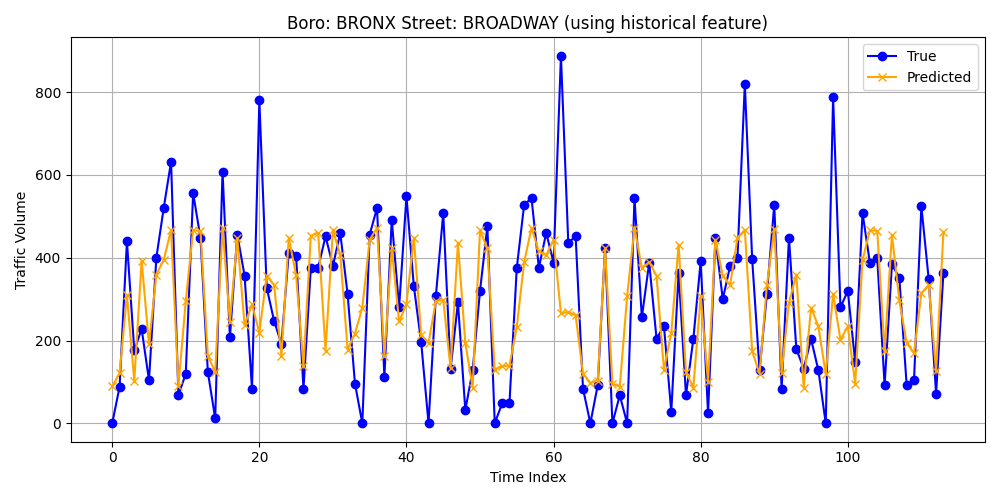 Boro: BRONX Street: BROADWAY (using historical feature)
True
Predicted
Traffic Volume
800
600
400
200
0
0 20 40 60 80 100
Time Index